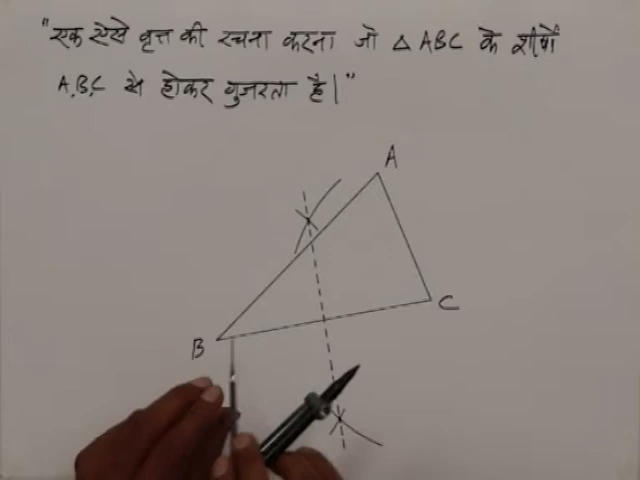 "एक ऐसे वृत्त की रचना करना जो △ ABC के शीर्षों
A,B,C से होकर गुजरता है।"
A
C
B